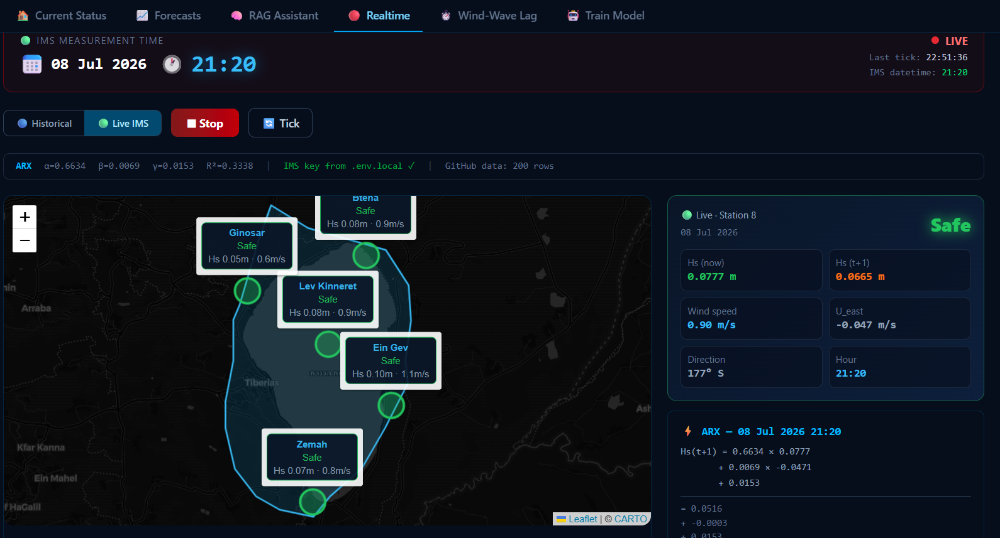 Current Status
Forecasts
RAG Assistant
Realtime
Wind-Wave Lag
Train Model
IMS MEASUREMENT TIME
08 Jul 2026
21:20
LIVE
Last tick: 22:51:36
IMS datetime: 21:20
Historical
Live IMS
Stop
Tick
ARX α=0.6634 β=0.0069 γ=0.0153 R²=0.3338 | IMS key from .env.local ✓ | GitHub data: 200 rows
+
−
Bteha
Safe
Hs 0.08m · 0.9m/s
Ginosar
Safe
Hs 0.05m · 0.6m/s
Lev Kinneret
Safe
Hs 0.08m · 0.9m/s
Ein Gev
Safe
Hs 0.10m · 1.1m/s
Zemah
Safe
Hs 0.07m · 0.8m/s
Arraba
Tiberias
הכנרת
Kfar Kanna
Ein Mahel
f HaGalil
Leaflet | © CARTO
Live · Station 8
08 Jul 2026
Safe
Hs (now)
0.0777 m
Hs (t+1)
0.0665 m
Wind speed
0.90 m/s
U_east
-0.047 m/s
Direction
177° S
Hour
21:20
ARX — 08 Jul 2026 21:20
Hs(t+1) = 0.6634 × 0.0777
+ 0.0069 × -0.0471
+ 0.0153
= 0.0516
+ -0.0003
+ 0.0153